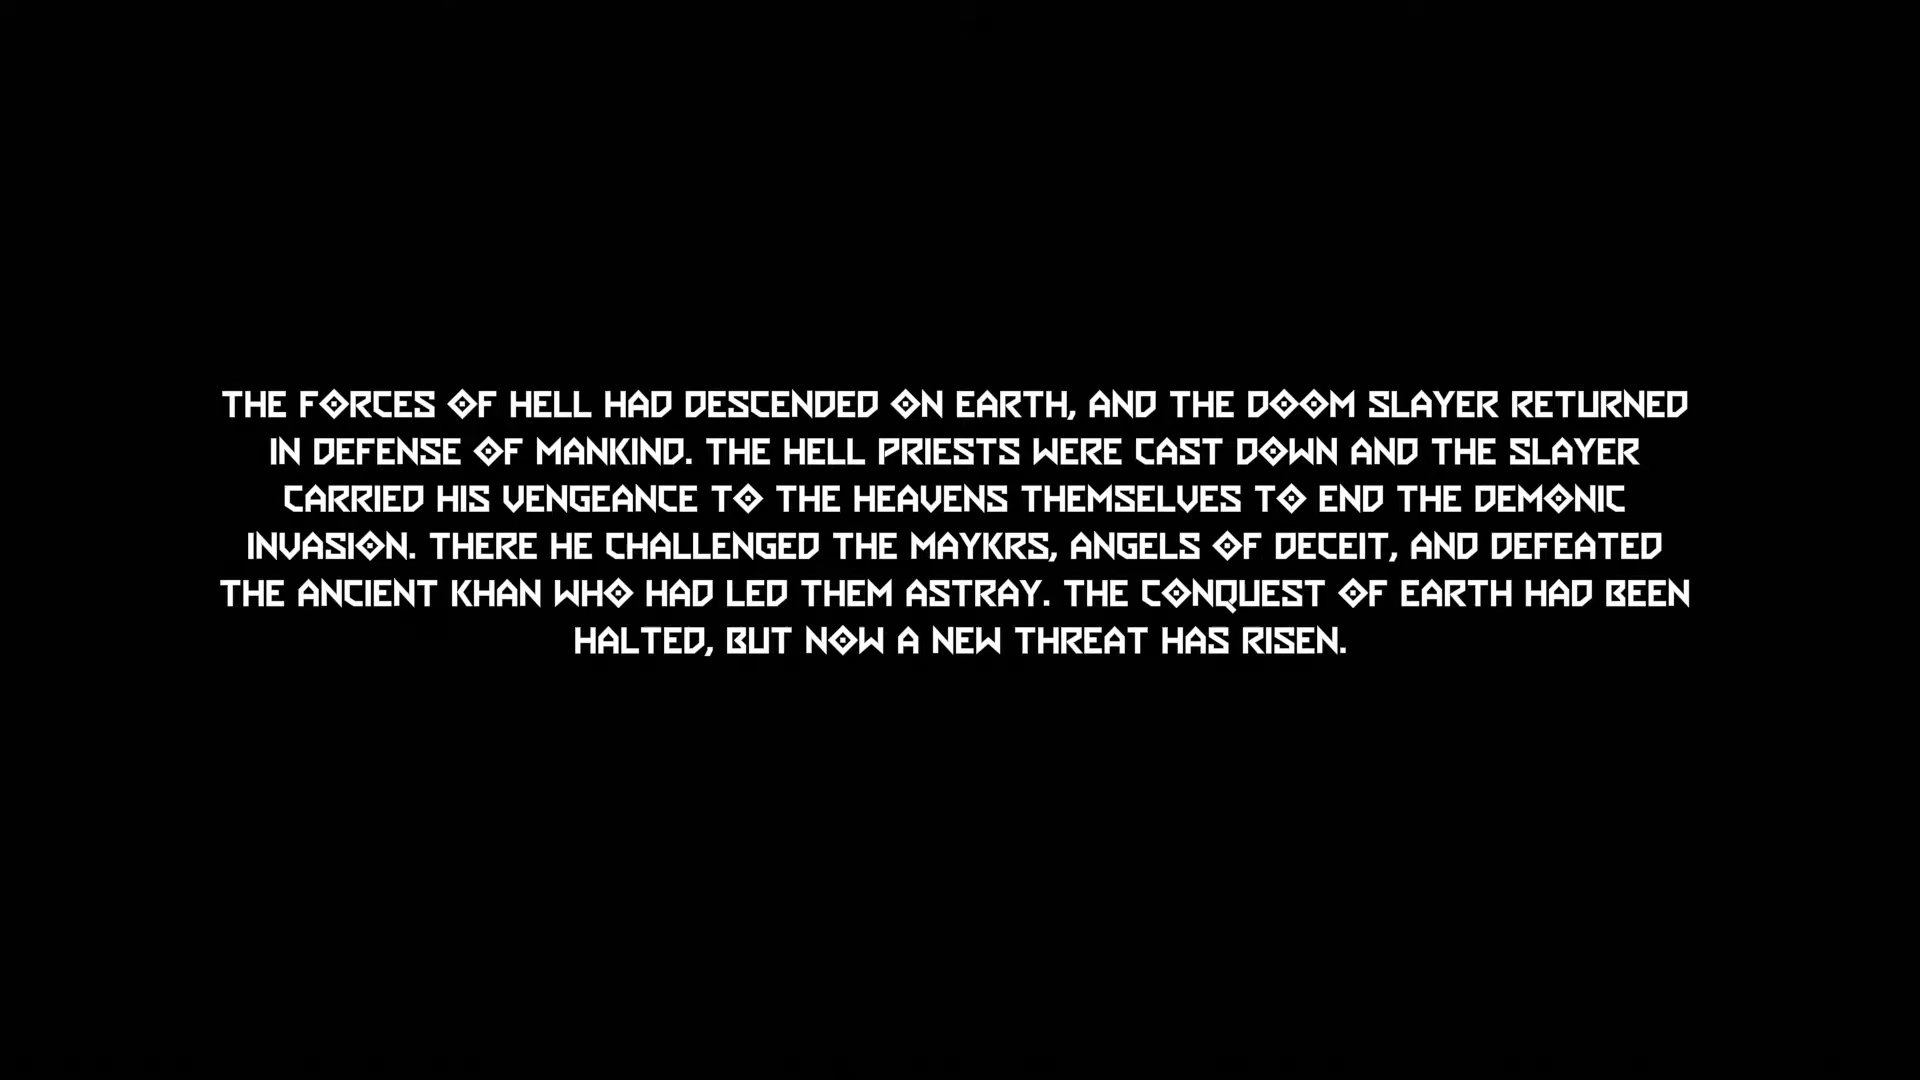 THE FORCES OF HELL HAD DESCENDED ON EARTH, AND THE DOOM SLAYER RETURNED
IN DEFENSE OF MANKIND. THE HELL PRIESTS WERE CAST DOWN AND THE SLAYER
CARRIED HIS VENGEANCE TO THE HEAVENS THEMSELVES TO END THE DEMONIC
INVASION. THERE HE CHALLENGED THE MAYKRS, ANGELS OF DECEIT, AND DEFEATED
THE ANCIENT KHAN WHO HAD LED THEM ASTRAY. THE CONQUEST OF EARTH HAD BEEN
HALTED, BUT NOW A NEW THREAT HAS RISEN.